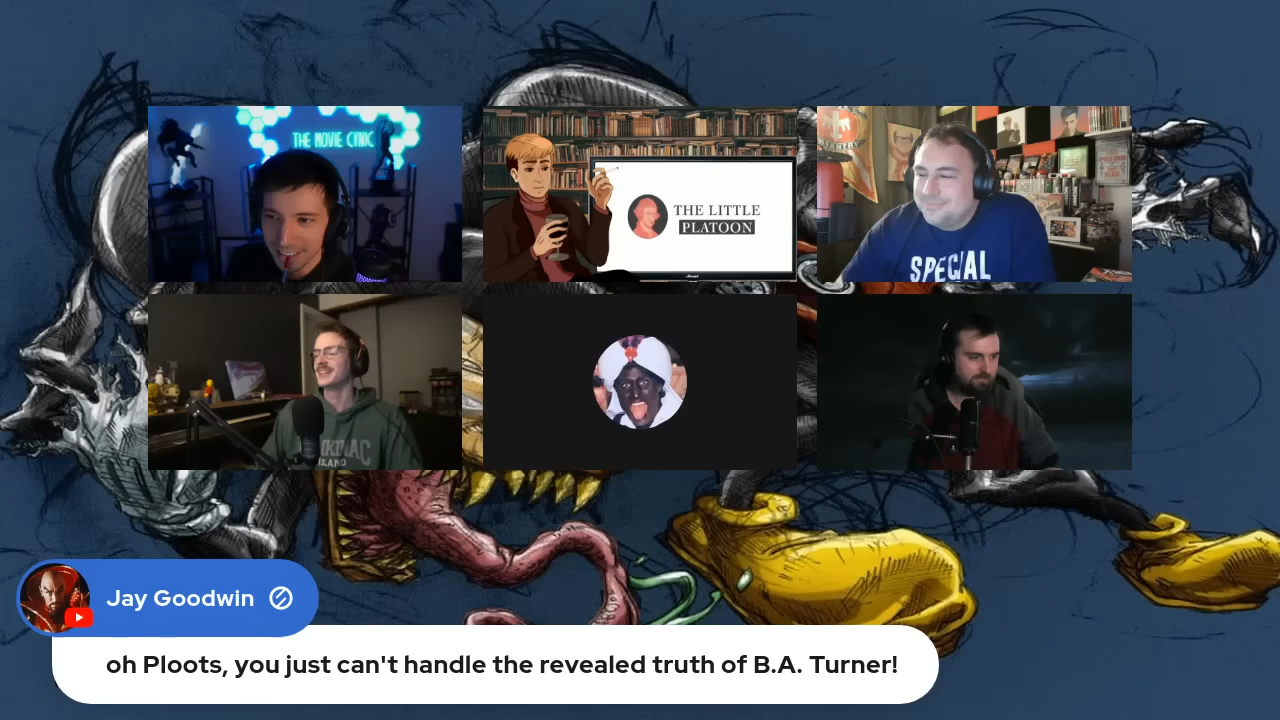 THE MOVIE CYNIC
THE LITTLE
PLATOON
SPECIAL
ISLAND
Jay Goodwin
oh Ploots, you just can't handle the revealed truth of B.A. Turner!